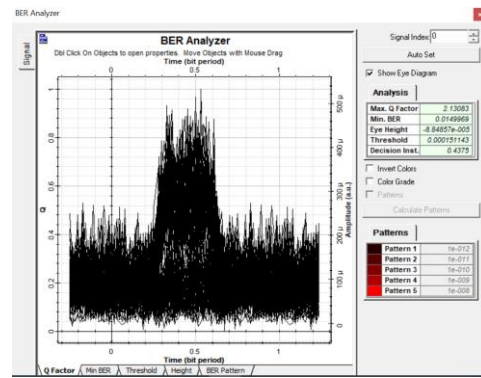 BER Analyzer
Signal
BER Analyzer
Dbl Click On Objects to open properties. Move Objects with Mouse Drag
Time (bit period)
0 0.5 1
Q
0 0.2 0.4 0.6 0.8 1
Amplitude (a.u.)
0 100 µ 200 µ 300 µ 400 µ 500 µ
0 0.5 1
Time (bit period)
Q Factor Min BER Threshold Height BER Pattern
Signal Index: 0
Auto Set
Show Eye Diagram
Analysis
Max. Q Factor 2.13083
Min. BER 0.0149969
Eye Height -8.84857e-005
Threshold 0.000151143
Decision Inst. 0.4375
Invert Colors
Color Grade
Patterns
Calculate Patterns
Patterns
Pattern 1 1e-012
Pattern 2 1e-011
Pattern 3 1e-010
Pattern 4 1e-009
Pattern 5 1e-008